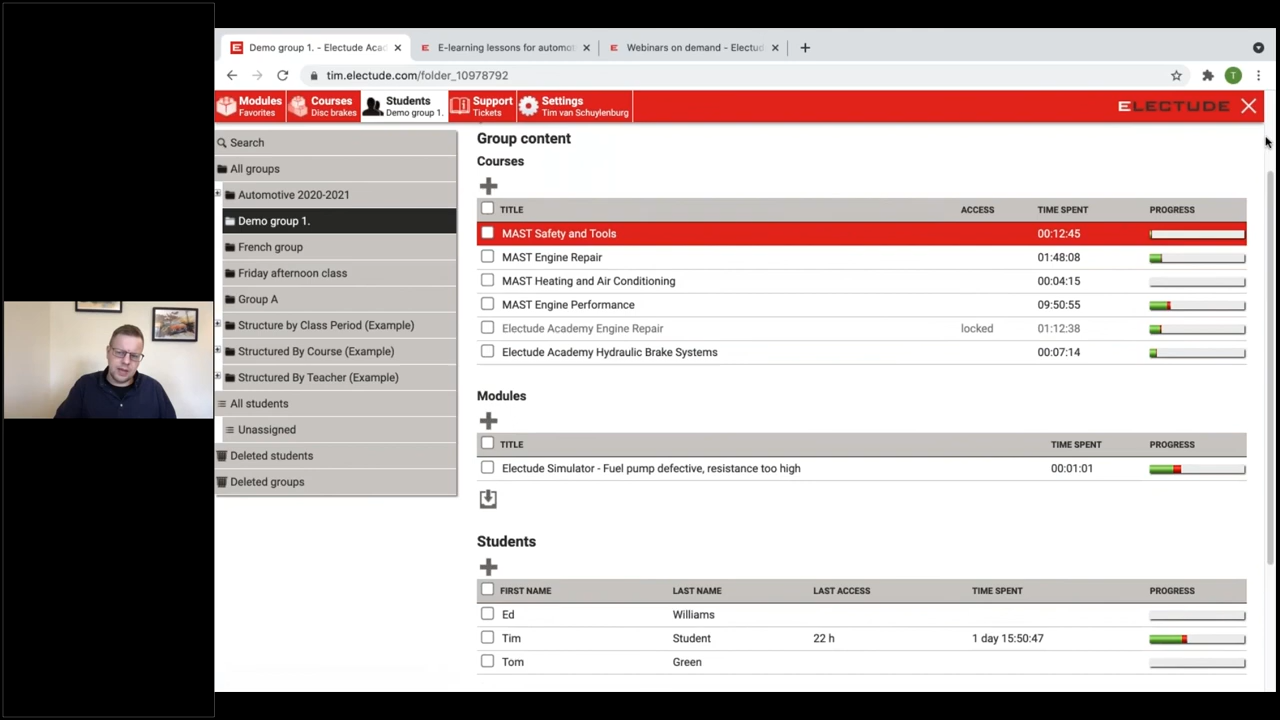 Demo group 1. - Electude Aca
E-learning lessons for automot
Webinars on demand - Electud
tim.electude.com/folder_10978792
T
Modules
Favorites
Courses
Disc brakes
Students
Demo group 1.
Support
Tickets
Settings
Tim van Schuylenburg
ELECTUDE
Search
All groups
Automotive 2020-2021
Demo group 1.
French group
Friday afternoon class
Group A
Structure by Class Period (Example)
Structured By Course (Example)
Structured By Teacher (Example)
All students
Unassigned
Deleted students
Deleted groups
Group content
Courses
TITLE ACCESS TIME SPENT PROGRESS
MAST Safety and Tools 00:12:45
MAST Engine Repair 01:48:08
MAST Heating and Air Conditioning 00:04:15
MAST Engine Performance 09:50:55
Electude Academy Engine Repair locked 01:12:38
Electude Academy Hydraulic Brake Systems 00:07:14
Modules
TITLE TIME SPENT PROGRESS
Electude Simulator - Fuel pump defective, resistance too high 00:01:01
Students
FIRST NAME LAST NAME LAST ACCESS TIME SPENT PROGRESS
Ed Williams
Tim Student 22 h 1 day 15:50:47
Tom Green